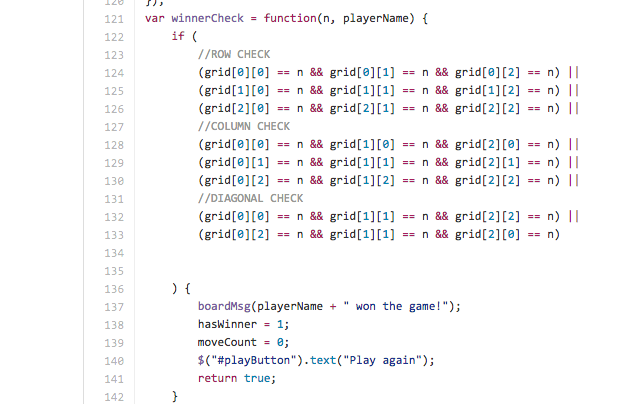 120 });
121 var winnerCheck = function(n, playerName) {
122 if (
123 //ROW CHECK
124 (grid[0][0] == n && grid[0][1] == n && grid[0][2] == n) ||
125 (grid[1][0] == n && grid[1][1] == n && grid[1][2] == n) ||
126 (grid[2][0] == n && grid[2][1] == n && grid[2][2] == n) ||
127 //COLUMN CHECK
128 (grid[0][0] == n && grid[1][0] == n && grid[2][0] == n) ||
129 (grid[0][1] == n && grid[1][1] == n && grid[2][1] == n) ||
130 (grid[0][2] == n && grid[1][2] == n && grid[2][2] == n) ||
131 //DIAGONAL CHECK
132 (grid[0][0] == n && grid[1][1] == n && grid[2][2] == n) ||
133 (grid[0][2] == n && grid[1][1] == n && grid[2][0] == n)
134
135
136 ) {
137 boardMsg(playerName + " won the game!");
138 hasWinner = 1;
139 moveCount = 0;
140 $("#playButton").text("Play again");
141 return true;
142 }